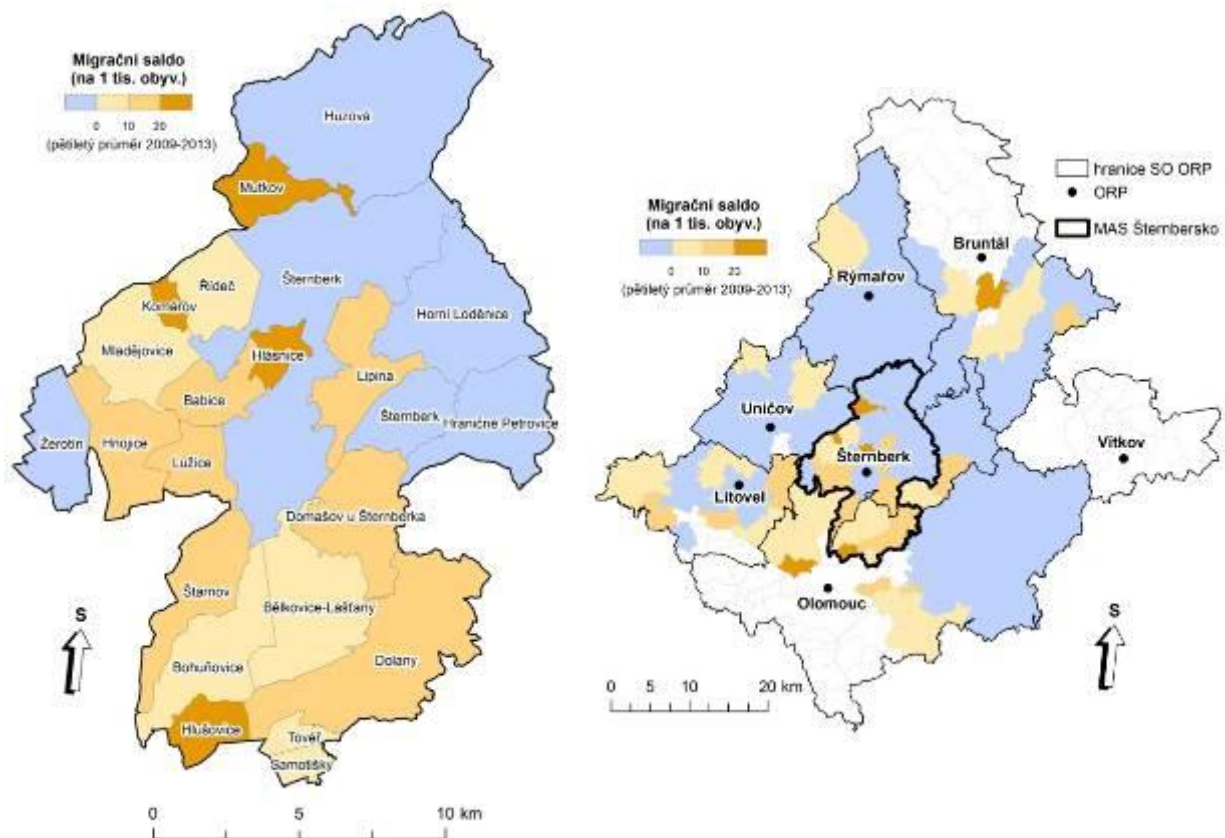 Migrační saldo
(na 1 tis. obyv.)
0 10 20
(pětiletý průměr 2009-2013)
Huzová
Mutkov
Řídeč
Šternberk
Komárov
Horní Loděnice
Mladějovice
Hlásnice
Lipina
Babice
Šternberk
Hraničné Petrovice
Žerotín
Hnojice
Lužice
Domašov u Šternberka
Štarnov
Bělkovice-Lašťany
Bohuňovice
Dolany
Hlušovice
Tovéř
Samotišky
S
0 5 10 km
hranice SO ORP
ORP
MAS Šternbersko
Migrační saldo
(na 1 tis. obyv.)
0 10 20
(pětiletý průměr 2009-2013)
Bruntál
Rýmařov
Uničov
Vítkov
Šternberk
Litovel
Olomouc
S
0 5 10 20 km